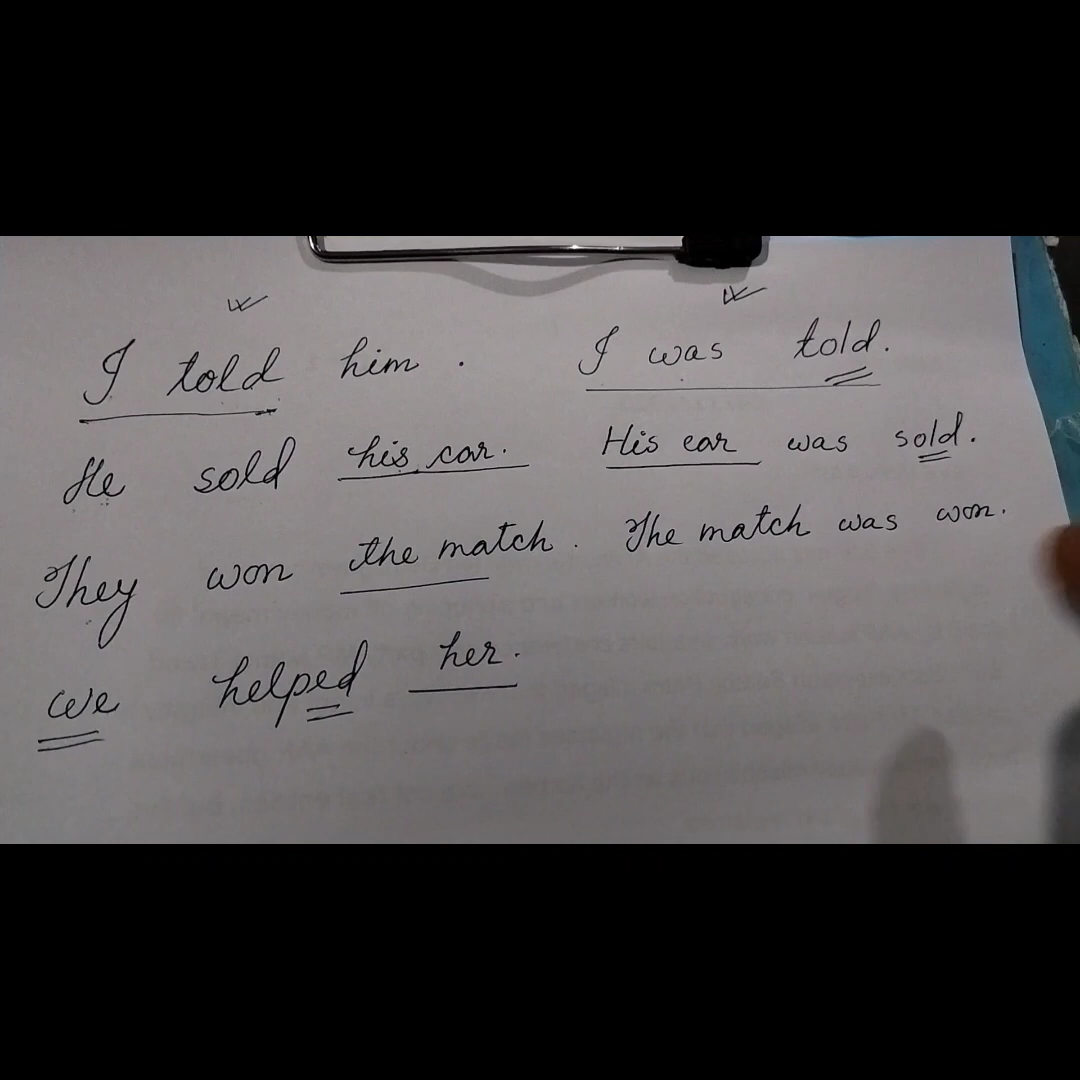 I told him. I was told.
He sold his car. His car was sold.
They won the match. The match was won.
we helped her.